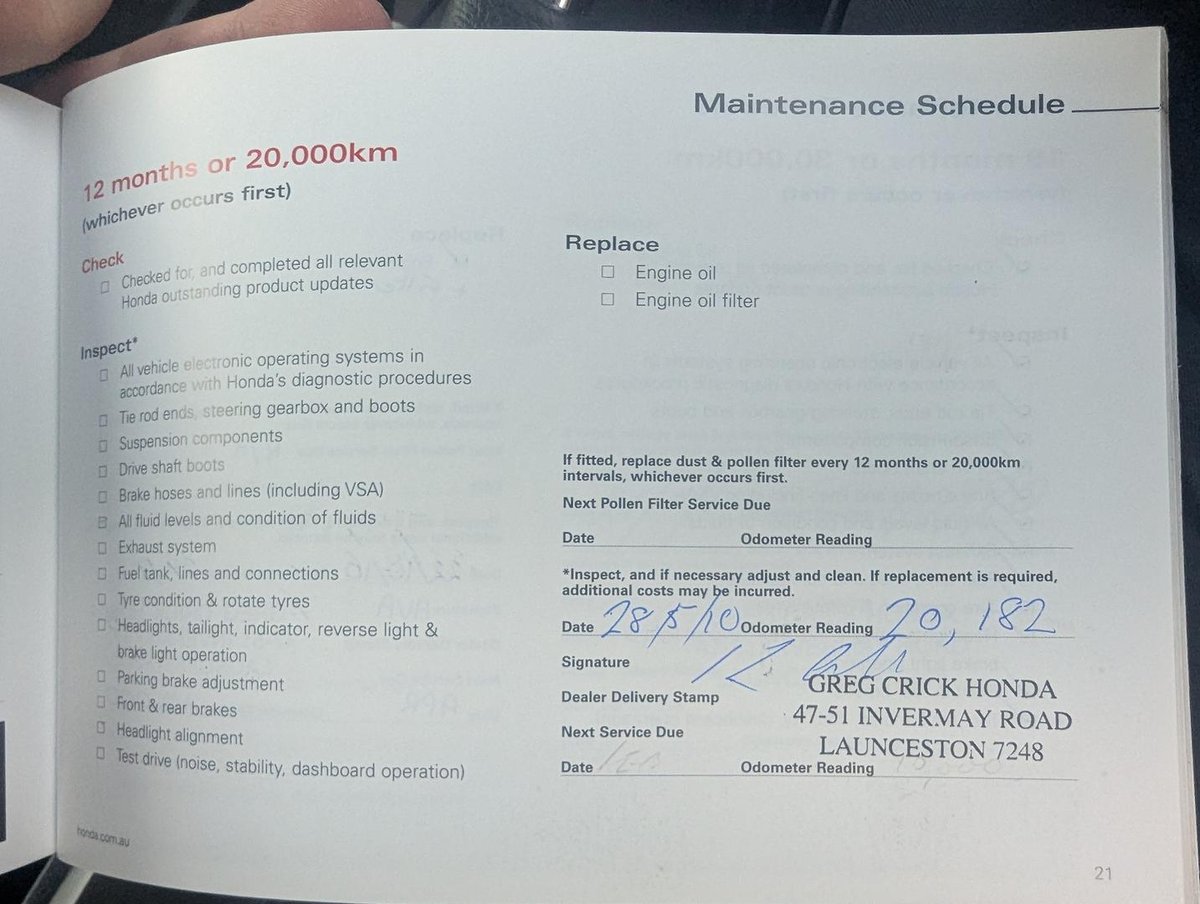 Maintenance Schedule
12 months or 20,000km
(whichever occurs first)
Check
Checked for, and completed all relevant
Honda outstanding product updates
Inspect*
All vehicle electronic operating systems in
accordance with Honda's diagnostic procedures
Tie rod ends, steering gearbox and boots
Suspension components
Drive shaft boots
Brake hoses and lines (including VSA)
All fluid levels and condition of fluids
Exhaust system
Fuel tank, lines and connections
Tyre condition & rotate tyres
Headlights, tailight, indicator, reverse light &
brake light operation
Parking brake adjustment
Front & rear brakes
Headlight alignment
Test drive (noise, stability, dashboard operation)
honda.com.au
Replace
Engine oil
Engine oil filter
If fitted, replace dust & pollen filter every 12 months or 20,000km
intervals, whichever occurs first.
Next Pollen Filter Service Due
Date Odometer Reading
*Inspect, and if necessary adjust and clean. If replacement is required,
additional costs may be incurred.
Date 28/5/10 Odometer Reading 20,182
Signature
Dealer Delivery Stamp
GREG CRICK HONDA
47-51 INVERMAY ROAD
LAUNCESTON 7248
Next Service Due
Date Odometer Reading
21